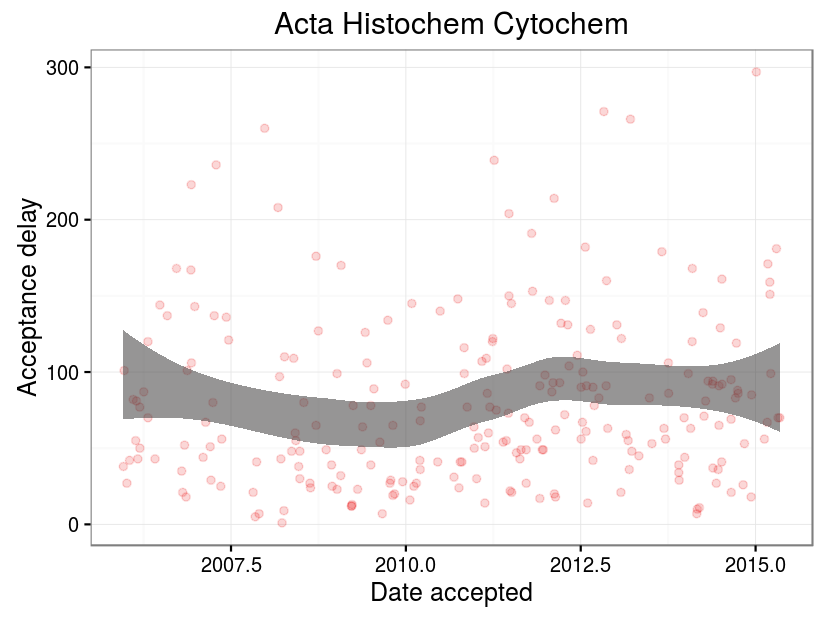 Acta Histochem Cytochem
300
200
100
0
Acceptance delay
2007.5 2010.0 2012.5 2015.0
Date accepted